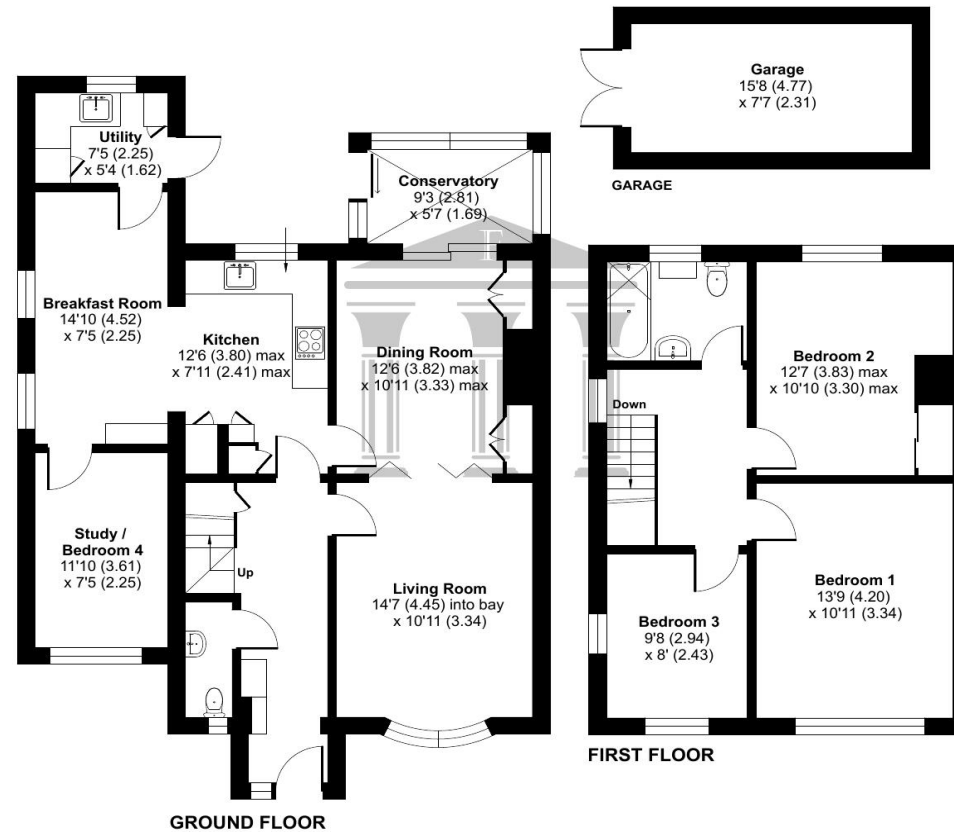 Garage
15'8 (4.77)
x 7'7 (2.31)
GARAGE
Utility
7'5 (2.25)
x 5'4 (1.62)
Conservatory
9'3 (2.81)
x 5'7 (1.69)
F
Breakfast Room
14'10 (4.52)
x 7'5 (2.25)
Kitchen
12'6 (3.80) max
x 7'11 (2.41) max
Dining Room
12'6 (3.82) max
x 10'11 (3.33) max
Study /
Bedroom 4
11'10 (3.61)
x 7'5 (2.25)
Up
Living Room
14'7 (4.45) into bay
x 10'11 (3.34)
GROUND FLOOR
Bedroom 2
12'7 (3.83) max
x 10'10 (3.30) max
Down
Bedroom 3
9'8 (2.94)
x 8' (2.43)
Bedroom 1
13'9 (4.20)
x 10'11 (3.34)
FIRST FLOOR